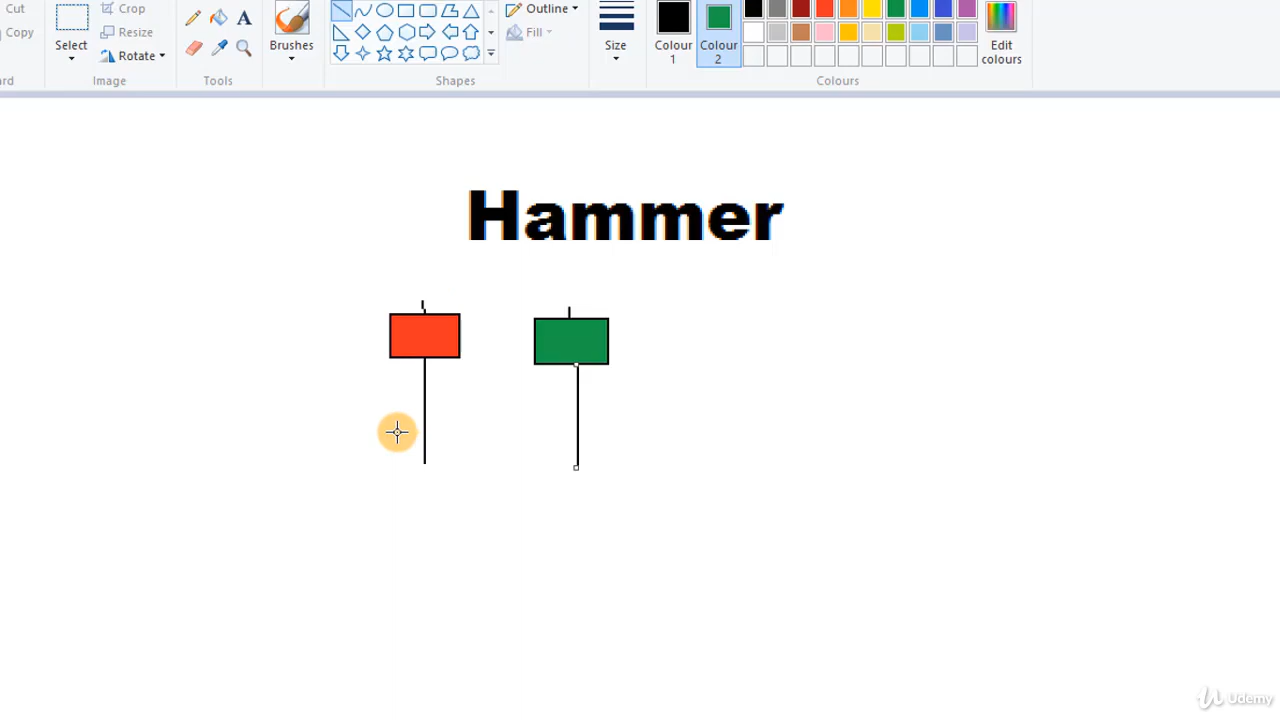 Cut
Copy
ard
Select
Crop
Resize
Rotate
Image
Tools
Brushes
Shapes
Outline
Fill
Size
Colour
1
Colour
2
Edit
colours
Colours
Hammer
Udemy